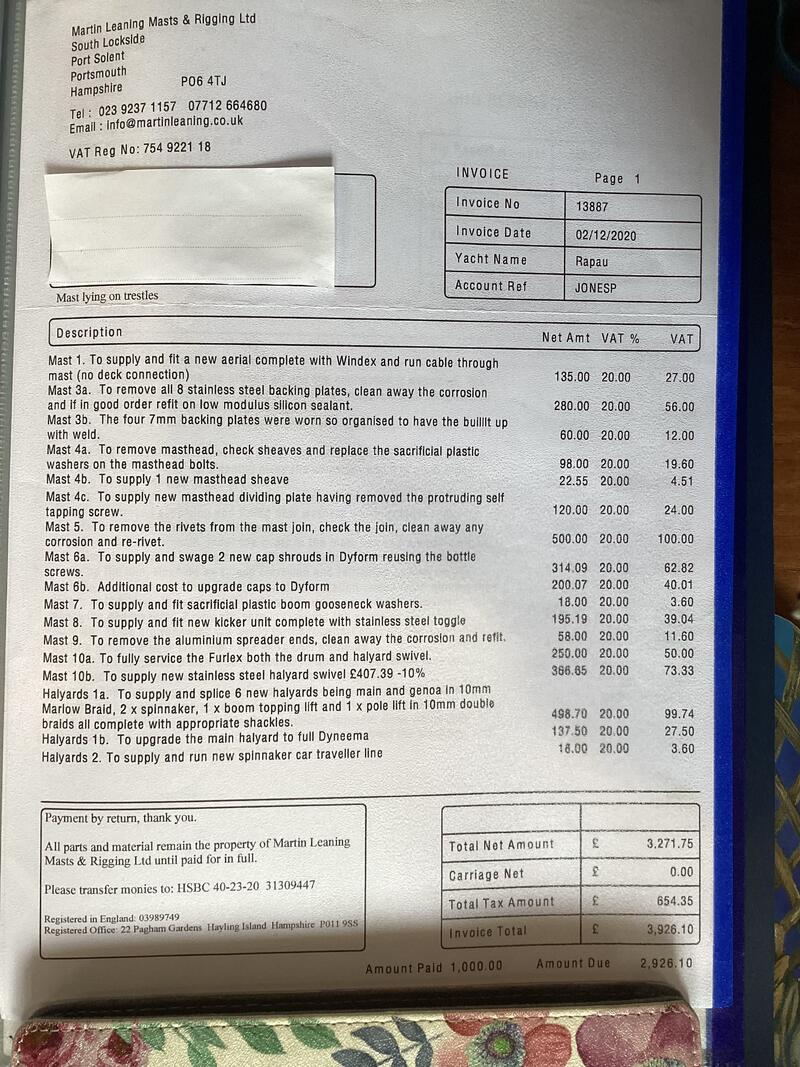 Martin Leaning Masts & Rigging Ltd
South Lockside
Port Solent
Portsmouth
Hampshire PO6 4TJ
Tel : 023 9237 1157 07712 664680
Email : info@martinleaning.co.uk
VAT Reg No: 754 9221 18
INVOICE Page 1
Invoice No 13887
Invoice Date 02/12/2020
Yacht Name Rapau
Account Ref JONESP
Mast lying on trestles
Description Net Amt VAT % VAT
Mast 1. To supply and fit a new aerial complete with Windex and run cable through
mast (no deck connection) 135.00 20.00 27.00
Mast 3a. To remove all 8 stainless steel backing plates, clean away the corrosion
and if in good order refit on low modulus silicon sealant. 280.00 20.00 56.00
Mast 3b. The four 7mm backing plates were worn so organised to have the buillt up
with weld. 60.00 20.00 12.00
Mast 4a. To remove masthead, check sheaves and replace the sacrificial plastic
washers on the masthead bolts. 98.00 20.00 19.60
Mast 4b. To supply 1 new masthead sheave 22.55 20.00 4.51
Mast 4c. To supply new masthead dividing plate having removed the protruding self
tapping screw. 120.00 20.00 24.00
Mast 5. To remove the rivets from the mast join, check the join, clean away any
corrosion and re-rivet. 500.00 20.00 100.00
Mast 6a. To supply and swage 2 new cap shrouds in Dyform reusing the bottle
screws. 314.09 20.00 62.82
Mast 6b. Additional cost to upgrade caps to Dyform 200.07 20.00 40.01
Mast 7. To supply and fit sacrificial plastic boom gooseneck washers. 18.00 20.00 3.60
Mast 8. To supply and fit new kicker unit complete with stainless steel toggle 195.19 20.00 39.04
Mast 9. To remove the aluminium spreader ends, clean away the corrosion and refit. 58.00 20.00 11.60
Mast 10a. To fully service the Furlex both the drum and halyard swivel. 250.00 20.00 50.00
Mast 10b. To supply new stainless steel halyard swivel £407.39 -10% 366.65 20.00 73.33
Halyards 1a. To supply and splice 6 new halyards being main and genoa in 10mm
Marlow Braid, 2 x spinnaker, 1 x boom topping lift and 1 x pole lift in 10mm double
braids all complete with appropriate shackles. 498.70 20.00 99.74
Halyards 1b. To upgrade the main halyard to full Dyneema 137.50 20.00 27.50
Halyards 2. To supply and run new spinnaker car traveller line 18.00 20.00 3.60
Payment by return, thank you.
All parts and material remain the property of Martin Leaning
Masts & Rigging Ltd until paid for in full.
Please transfer monies to: HSBC 40-23-20 31309447
Registered in England: 03989749
Registered Office: 22 Pagham Gardens Hayling Island Hampshire P011 9SS
Total Net Amount £ 3,271.75
Carriage Net £ 0.00
Total Tax Amount £ 654.35
Invoice Total £ 3,926.10
Amount Paid 1,000.00 Amount Due 2,926.10